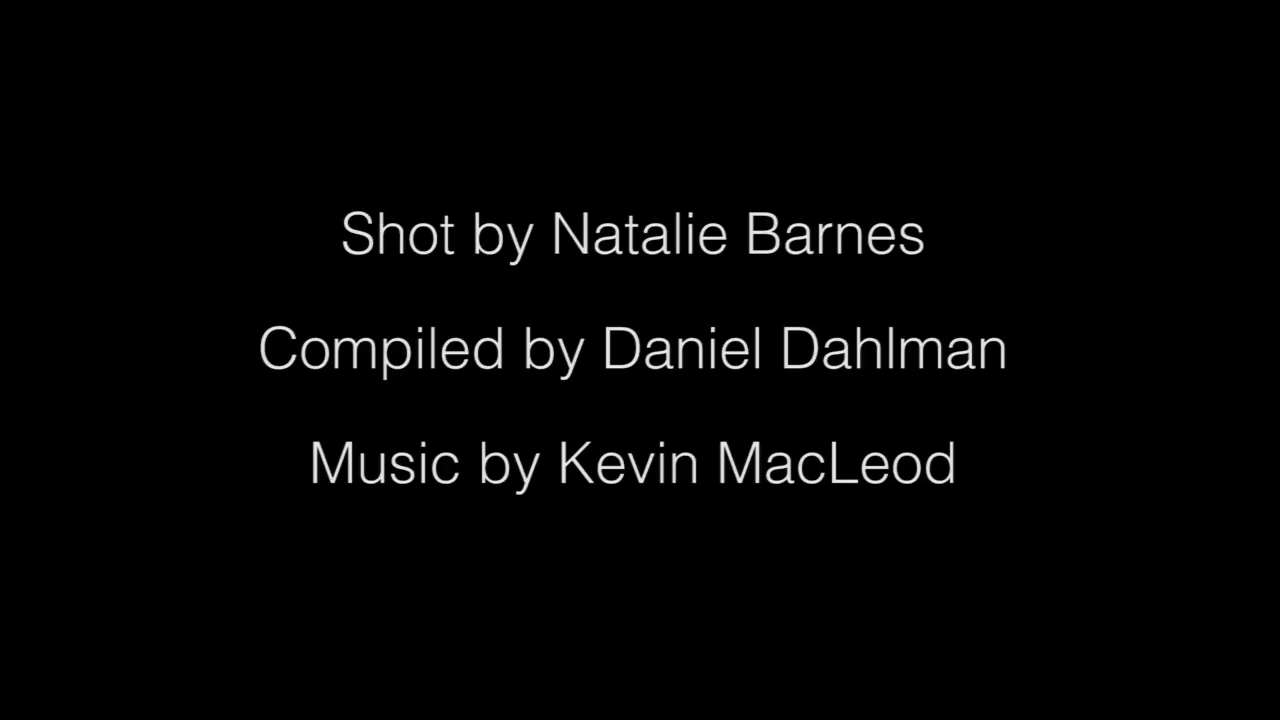 Shot by Natalie Barnes
Compiled by Daniel Dahlman
Music by Kevin MacLeod